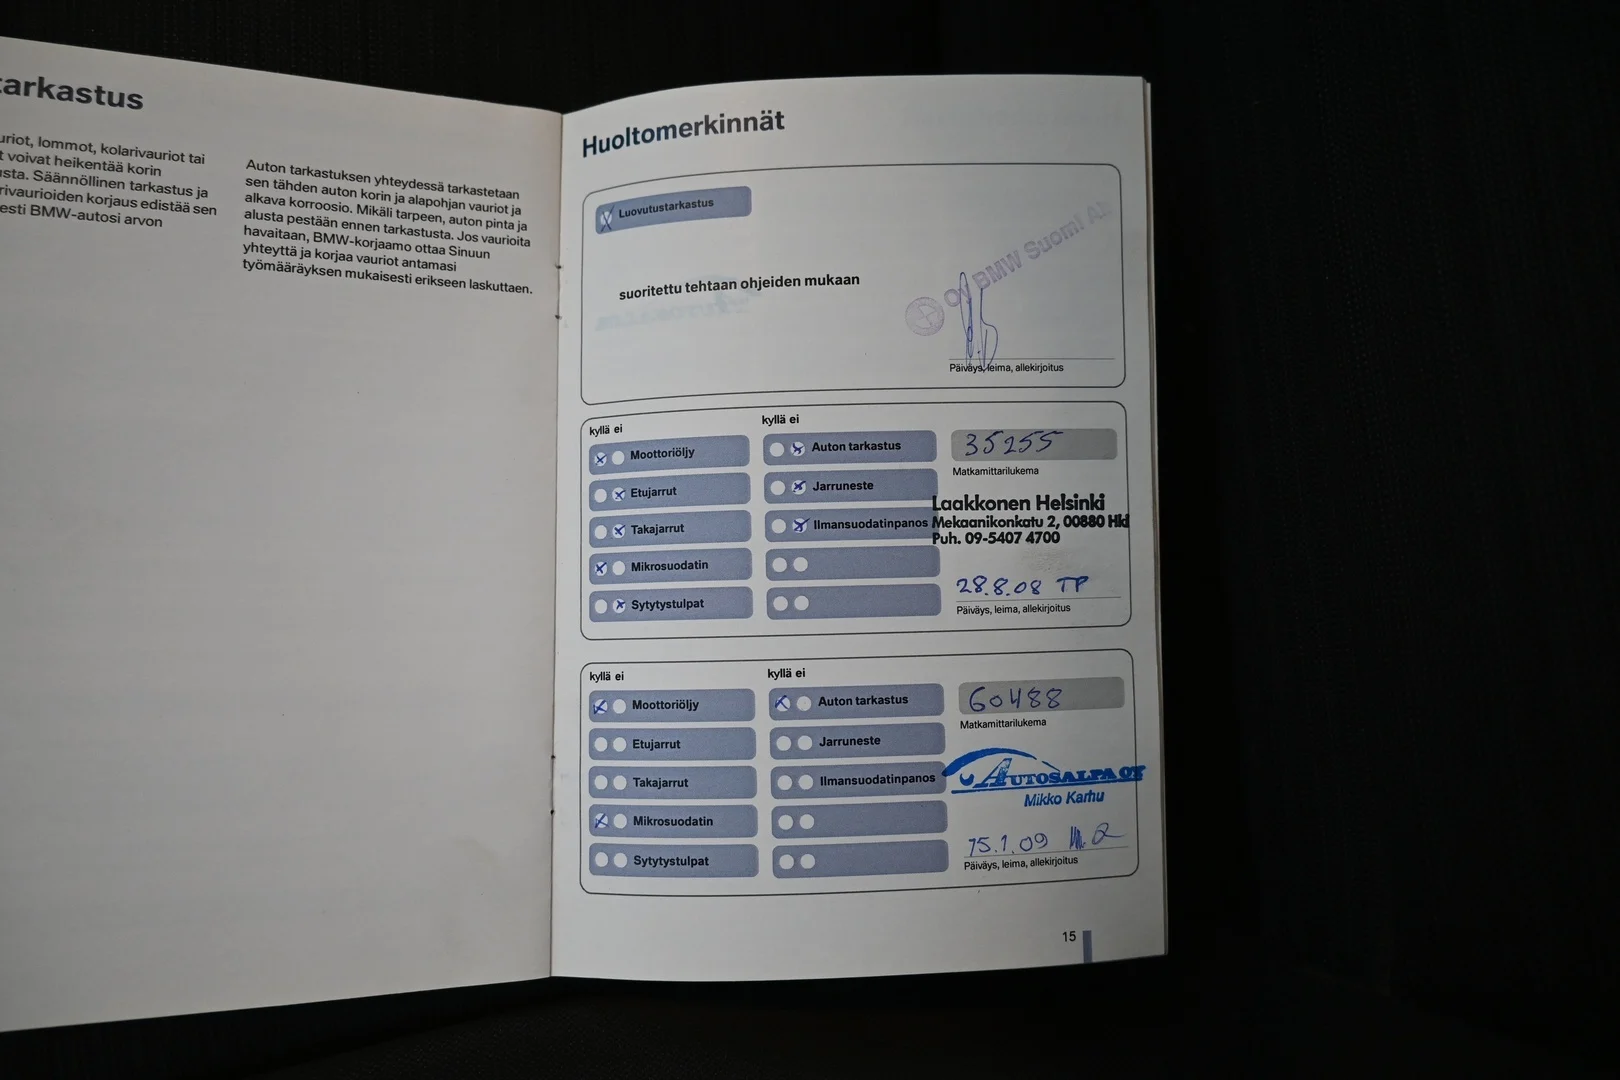 tarkastus
uriot, lommot, kolarivauriot tai
t voivat heikentää korin
usta. Säännöllinen tarkastus ja
rivaurioiden korjaus edistää sen
esti BMW-autosi arvon
Auton tarkastuksen yhteydessä tarkastetaan
sen tähden auton korin ja alapohjan vauriot ja
alkava korroosio. Mikäli tarpeen, auton pinta ja
alusta pestään ennen tarkastusta. Jos vaurioita
havaitaan, BMW-korjaamo ottaa Sinuun
yhteyttä ja korjaa vauriot antamasi
työmääräyksen mukaisesti erikseen laskuttaen.
Huoltomerkinnät
Luovutustarkastus
suoritettu tehtaan ohjeiden mukaan
Oy BMW Suomi Ab
Päiväys, leima, allekirjoitus
kyllä ei
Moottoriöljy
Etujarrut
Takajarrut
Mikrosuodatin
Sytytystulpat
kyllä ei
Auton tarkastus
Jarruneste
Ilmansuodatinpanos
35255
Matkamittarilukema
Laakkonen Helsinki
Mekaanikonkatu 2, 00880 Hki
Puh. 09-5407 4700
28.8.08 TP
Päiväys, leima, allekirjoitus
kyllä ei
Moottoriöljy
Etujarrut
Takajarrut
Mikrosuodatin
Sytytystulpat
kyllä ei
Auton tarkastus
Jarruneste
Ilmansuodatinpanos
60488
Matkamittarilukema
AUTOSALPA OY
Mikko Karhu
15.1.09
Päiväys, leima, allekirjoitus
15